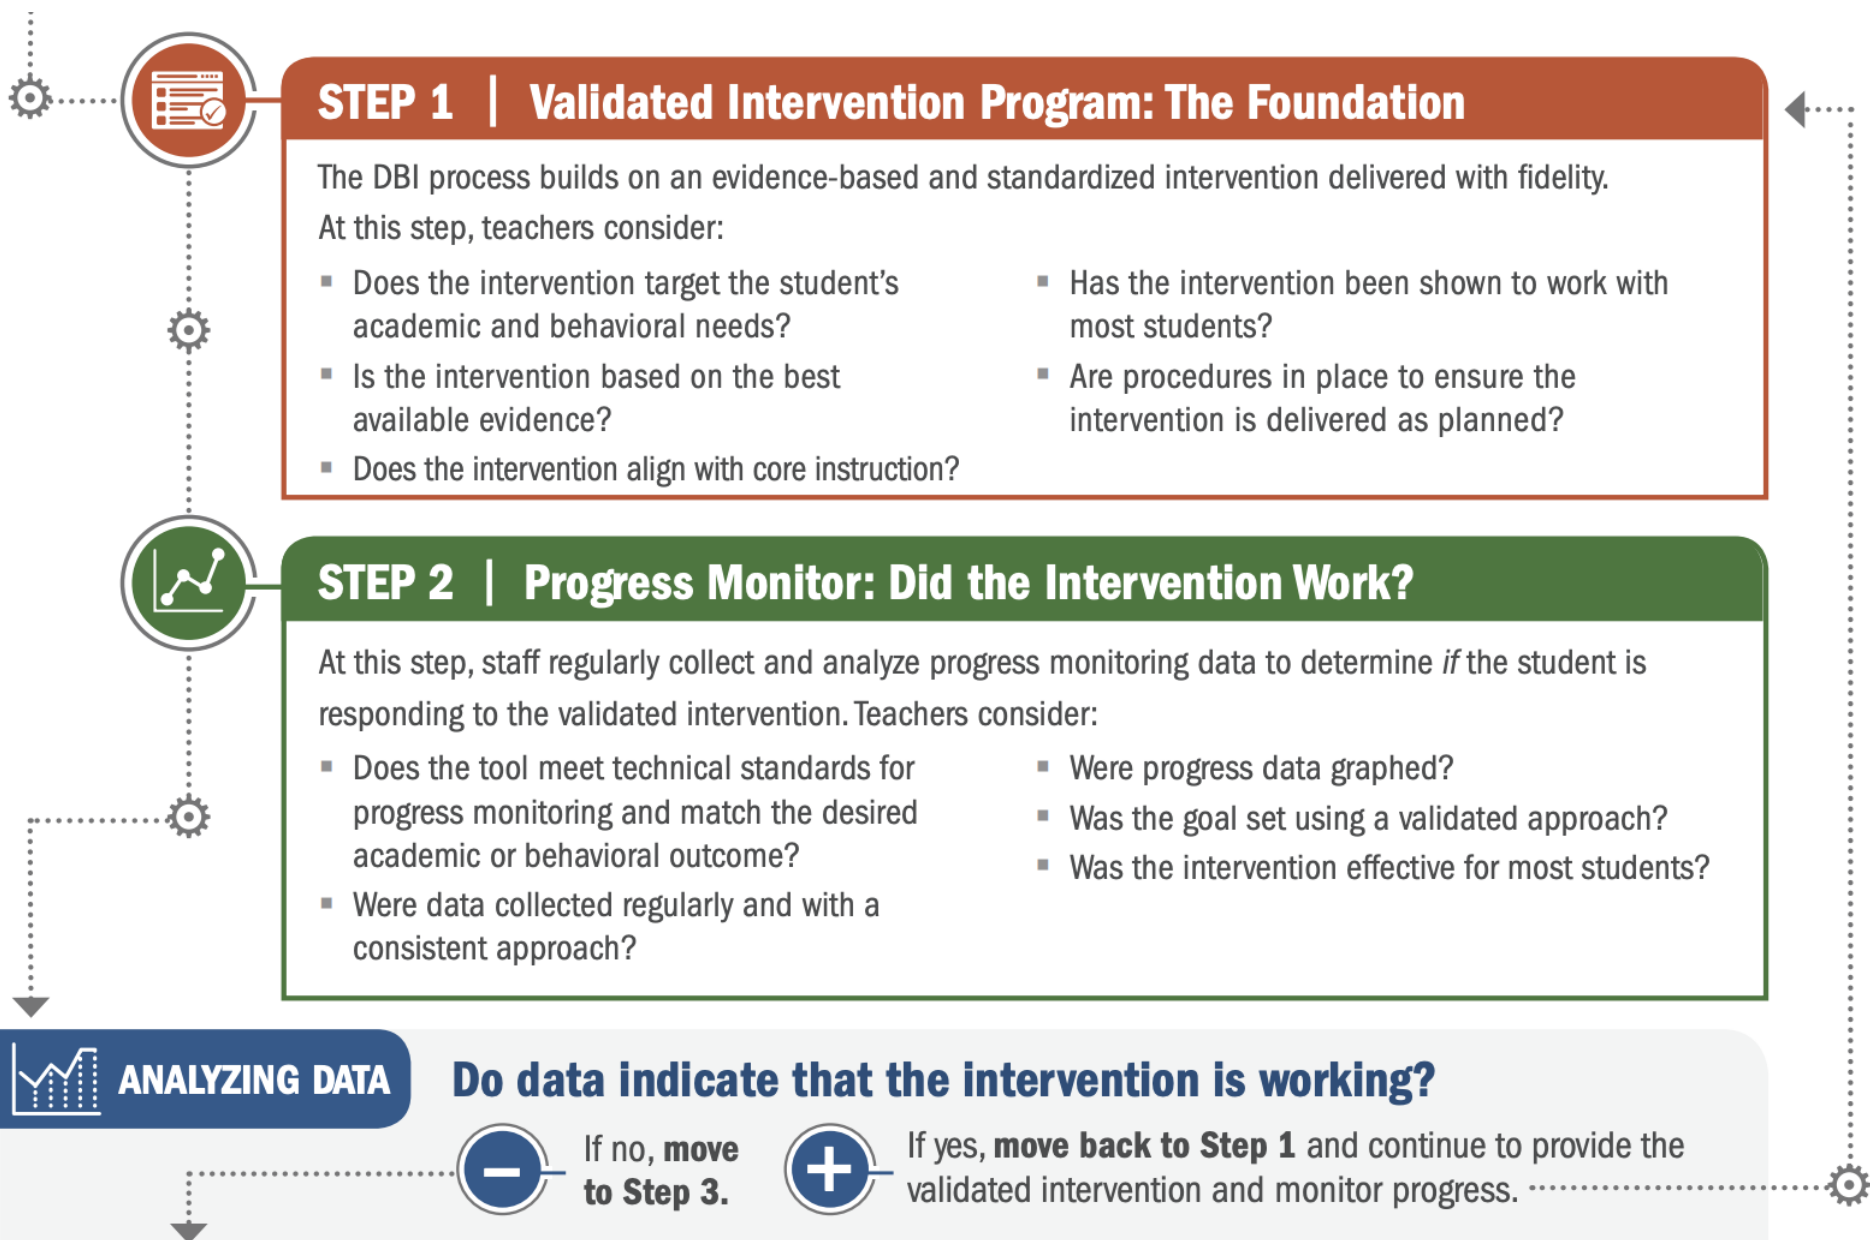 STEP 1 | Validated Intervention Program: The Foundation
The DBI process builds on an evidence-based and standardized intervention delivered with fidelity.
At this step, teachers consider:
▪ Does the intervention target the student's
academic and behavioral needs?
▪ Is the intervention based on the best
available evidence?
▪ Does the intervention align with core instruction?
▪ Has the intervention been shown to work with
most students?
▪ Are procedures in place to ensure the
intervention is delivered as planned?
STEP 2 | Progress Monitor: Did the Intervention Work?
At this step, staff regularly collect and analyze progress monitoring data to determine if the student is
responding to the validated intervention. Teachers consider:
▪ Does the tool meet technical standards for
progress monitoring and match the desired
academic or behavioral outcome?
▪ Were data collected regularly and with a
consistent approach?
▪ Were progress data graphed?
▪ Was the goal set using a validated approach?
▪ Was the intervention effective for most students?
ANALYZING DATA
Do data indicate that the intervention is working?
If no, move
to Step 3.
If yes, move back to Step 1 and continue to provide the
validated intervention and monitor progress.